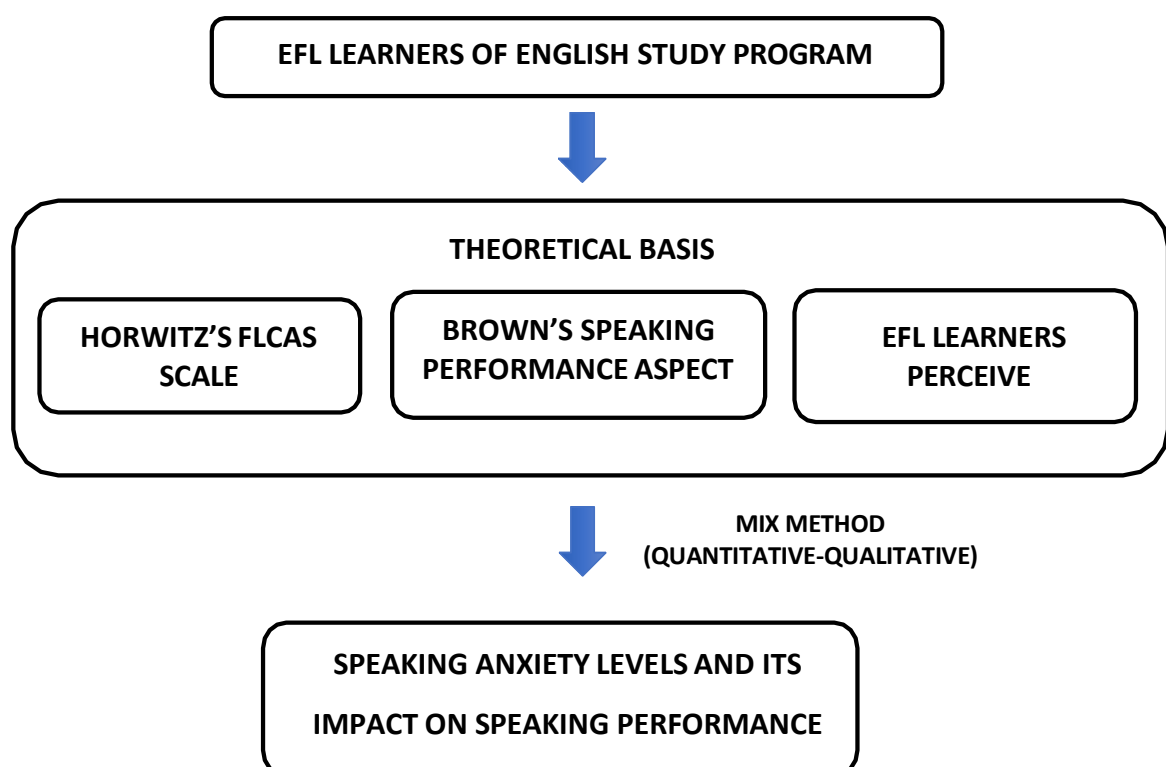 EFL LEARNERS OF ENGLISH STUDY PROGRAM
THEORETICAL BASIS
HORWITZ’S FLCAS
SCALE
BROWN’S SPEAKING
PERFORMANCE ASPECT
EFL LEARNERS
PERCEIVE
MIX METHOD
(QUANTITATIVE-QUALITATIVE)
SPEAKING ANXIETY LEVELS AND ITS
IMPACT ON SPEAKING PERFORMANCE